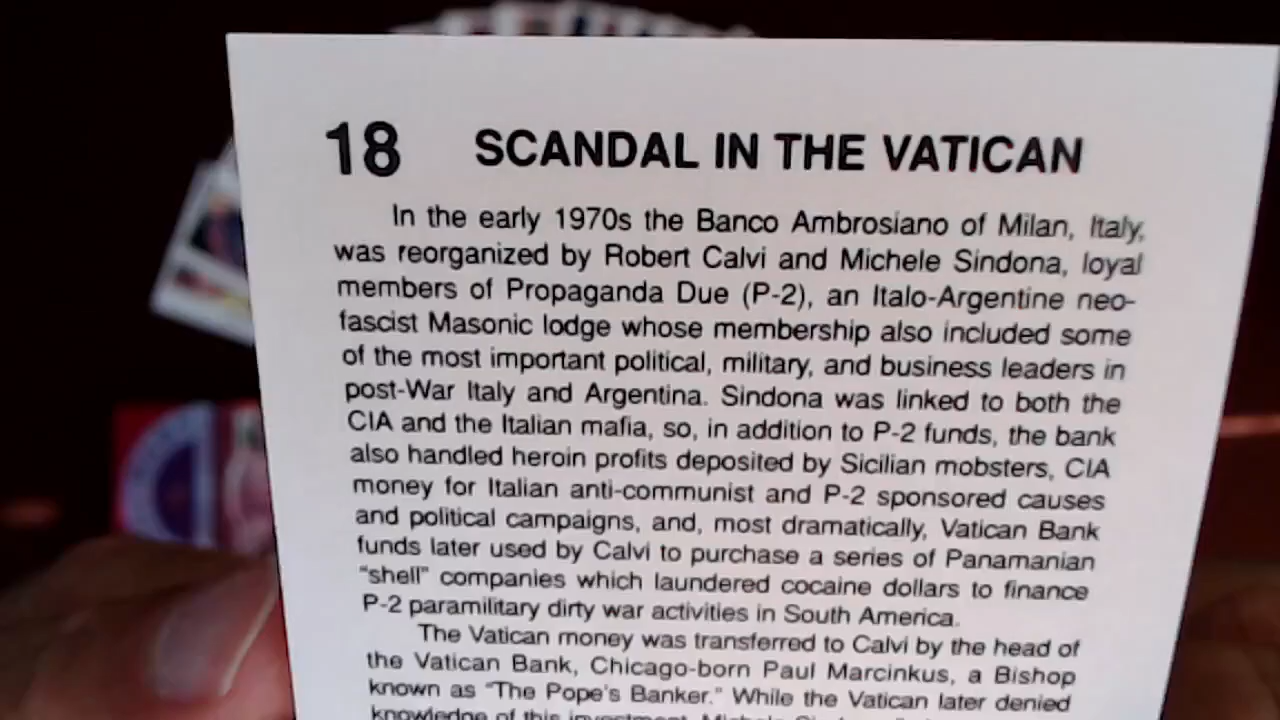 18 SCANDAL IN THE VATICAN
In the early 1970s the Banco Ambrosiano of Milan, Italy,
was reorganized by Robert Calvi and Michele Sindona, loyal
members of Propaganda Due (P-2), an Italo-Argentine neo-
fascist Masonic lodge whose membership also included some
of the most important political, military, and business leaders in
post-War Italy and Argentina. Sindona was linked to both the
CIA and the Italian mafia, so, in addition to P-2 funds, the bank
also handled heroin profits deposited by Sicilian mobsters, CIA
money for Italian anti-communist and P-2 sponsored causes
and political campaigns, and, most dramatically, Vatican Bank
funds later used by Calvi to purchase a series of Panamanian
"shell" companies which laundered cocaine dollars to finance
P-2 paramilitary dirty war activities in South America.
The Vatican money was transferred to Calvi by the head of
the Vatican Bank, Chicago-born Paul Marcinkus, a Bishop
known as "The Pope's Banker." While the Vatican later denied
knowledge of this investment, Michele